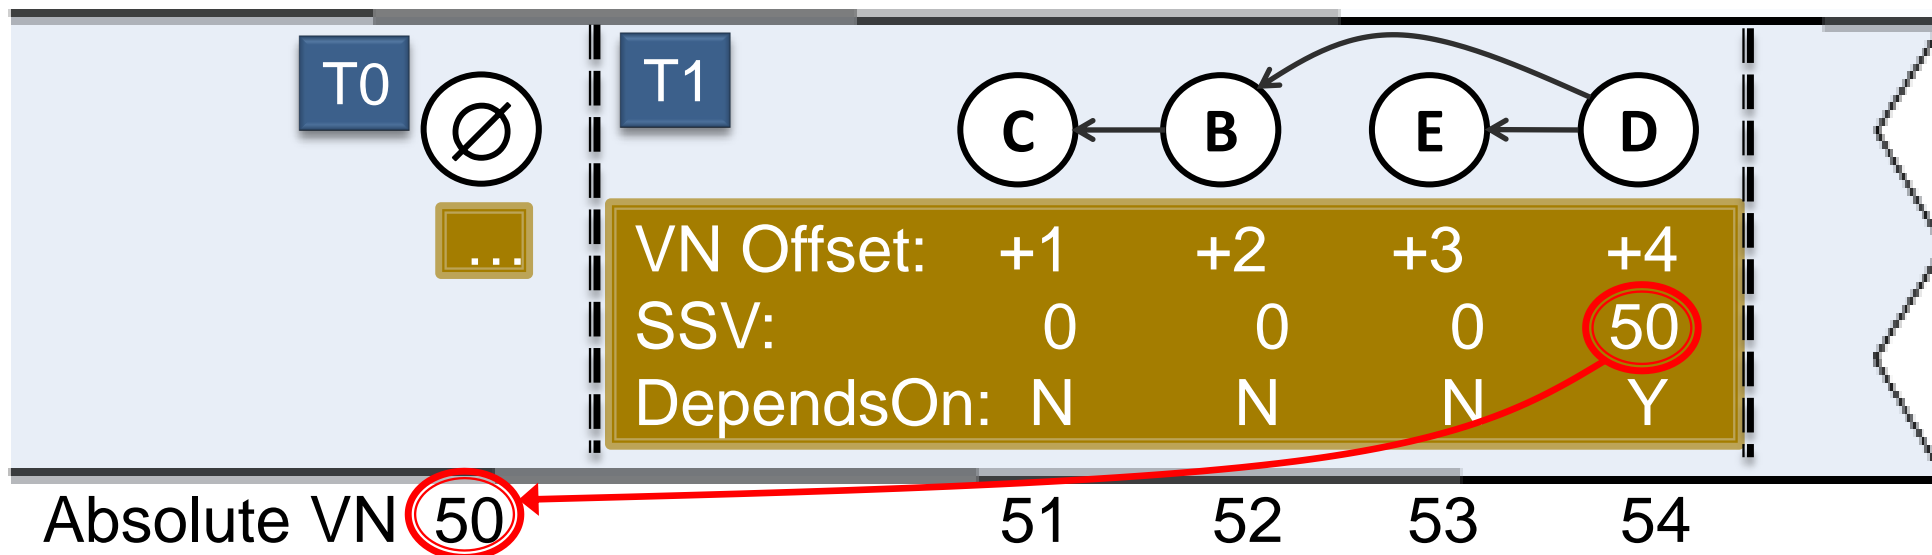 T0 T1
∅ C B E D
... VN Offset: +1 +2 +3 +4
SSV: 0 0 0 50
DependsOn: N N N Y
Absolute VN 50 51 52 53 54